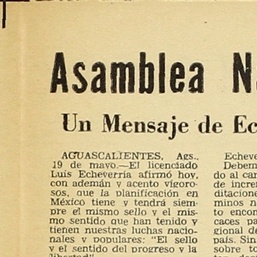 Asamblea N
Un Mensaje de Ec
AGUASCALIENTES, Ags.,
19 de mayo.—El licenciado
Luis Echeverría afirmó hoy,
con ademán y acento vigoro-
sos, que la planificación en
México tiene y tendrá siem-
pre el mismo sello y el mis-
mo sentido que han tenido y
tienen nuestras luchas nacio-
nales y populares: "El sello
y el sentido del progreso y la
libertad"
Echeve
Debem
do al ca
de incre
ditacione
minos no
to encon
caces pa
gional de
país. Sin
sobre to